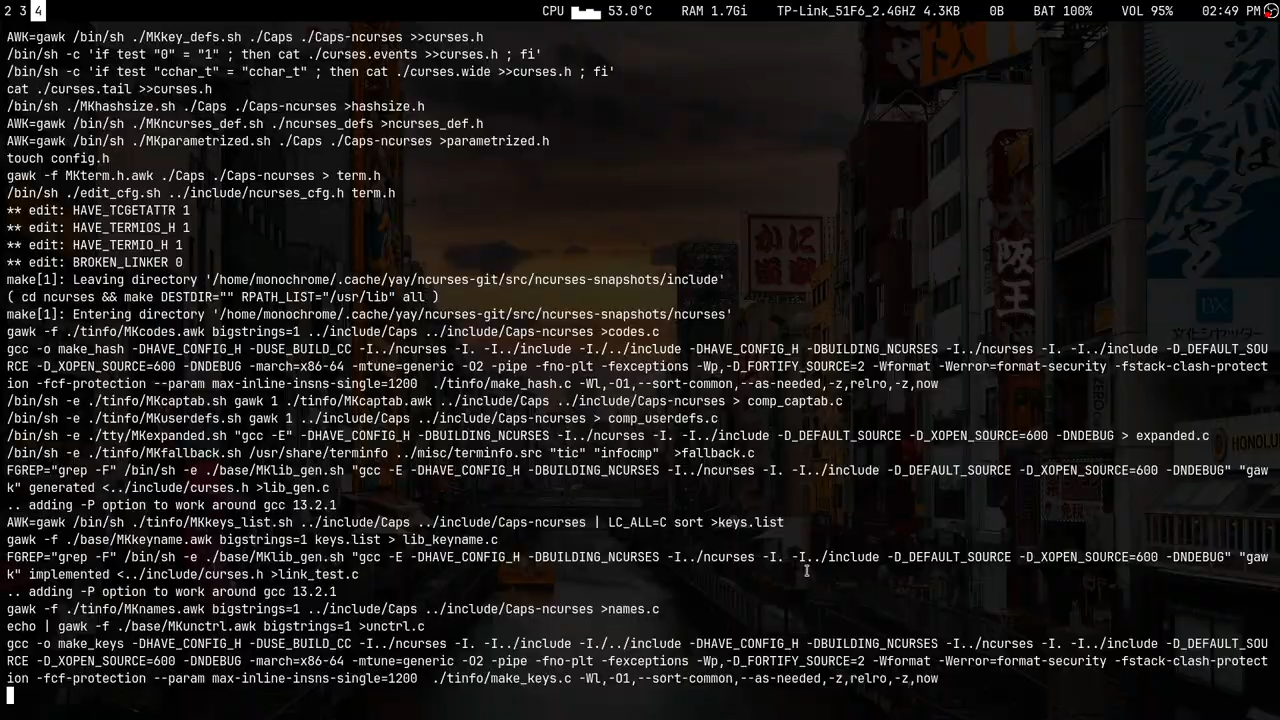 2 3 4 CPU 53.0°C RAM 1.7Gi TP-Link_51F6_2.4GHZ 4.3KB 0B BAT 100% VOL 95% 02:49 PM
AWK=gawk /bin/sh ./MKkey_defs.sh ./Caps ./Caps-ncurses >>curses.h
/bin/sh -c 'if test "0" = "1" ; then cat ./curses.events >>curses.h ; fi'
/bin/sh -c 'if test "cchar_t" = "cchar_t" ; then cat ./curses.wide >>curses.h ; fi'
cat ./curses.tail >>curses.h
/bin/sh ./MKhashsize.sh ./Caps ./Caps-ncurses >hashsize.h
AWK=gawk /bin/sh ./MKncurses_def.sh ./ncurses_defs >ncurses_def.h
AWK=gawk /bin/sh ./MKparametrized.sh ./Caps ./Caps-ncurses >parametrized.h
touch config.h
gawk -f MKterm.h.awk ./Caps ./Caps-ncurses > term.h
/bin/sh ./edit_cfg.sh ../include/ncurses_cfg.h term.h
** edit: HAVE_TCGETATTR 1
** edit: HAVE_TERMIOS_H 1
** edit: HAVE_TERMIO_H 1
** edit: BROKEN_LINKER 0
make[1]: Leaving directory '/home/monochrome/.cache/yay/ncurses-git/src/ncurses-snapshots/include'
( cd ncurses && make DESTDIR="" RPATH_LIST="/usr/lib" all )
make[1]: Entering directory '/home/monochrome/.cache/yay/ncurses-git/src/ncurses-snapshots/ncurses'
gawk -f ./tinfo/MKcodes.awk bigstrings=1 ../include/Caps ../include/Caps-ncurses >codes.c
gcc -o make_hash -DHAVE_CONFIG_H -DUSE_BUILD_CC -I../ncurses -I. -I../include -I./../include -DHAVE_CONFIG_H -DBUILDING_NCURSES -I../ncurses -I. -I../include -D_DEFAULT_SOU
RCE -D_XOPEN_SOURCE=600 -DNDEBUG -march=x86-64 -mtune=generic -O2 -pipe -fno-plt -fexceptions -Wp,-D_FORTIFY_SOURCE=2 -Wformat -Werror=format-security -fstack-clash-protect
ion -fcf-protection --param max-inline-insns-single=1200  ./tinfo/make_hash.c -Wl,-O1,--sort-common,--as-needed,-z,relro,-z,now
/bin/sh -e ./tinfo/MKcaptab.sh gawk 1 ./tinfo/MKcaptab.awk ../include/Caps ../include/Caps-ncurses > comp_captab.c
/bin/sh -e ./tinfo/MKuserdefs.sh gawk 1 ../include/Caps ../include/Caps-ncurses > comp_userdefs.c
/bin/sh -e ./tty/MKexpanded.sh "gcc -E" -DHAVE_CONFIG_H -DBUILDING_NCURSES -I../ncurses -I. -I../include -D_DEFAULT_SOURCE -D_XOPEN_SOURCE=600 -DNDEBUG > expanded.c
/bin/sh -e ./tinfo/MKfallback.sh /usr/share/terminfo ../misc/terminfo.src "tic" "infocmp"  >fallback.c
FGREP="grep -F" /bin/sh -e ./base/MKlib_gen.sh "gcc -E -DHAVE_CONFIG_H -DBUILDING_NCURSES -I../ncurses -I. -I../include -D_DEFAULT_SOURCE -D_XOPEN_SOURCE=600 -DNDEBUG" "gaw
k" generated <../include/curses.h >lib_gen.c
.. adding -P option to work around gcc 13.2.1
AWK=gawk /bin/sh ./tinfo/MKkeys_list.sh ../include/Caps ../include/Caps-ncurses | LC_ALL=C sort >keys.list
gawk -f ./base/MKkeyname.awk bigstrings=1 keys.list > lib_keyname.c
FGREP="grep -F" /bin/sh -e ./base/MKlib_gen.sh "gcc -E -DHAVE_CONFIG_H -DBUILDING_NCURSES -I../ncurses -I. -I../include -D_DEFAULT_SOURCE -D_XOPEN_SOURCE=600 -DNDEBUG" "gaw
k" implemented <../include/curses.h >link_test.c
.. adding -P option to work around gcc 13.2.1
gawk -f ./tinfo/MKnames.awk bigstrings=1 ../include/Caps ../include/Caps-ncurses >names.c
echo | gawk -f ./base/MKunctrl.awk bigstrings=1 >unctrl.c
gcc -o make_keys -DHAVE_CONFIG_H -DUSE_BUILD_CC -I../ncurses -I. -I../include -I./../include -DHAVE_CONFIG_H -DBUILDING_NCURSES -I../ncurses -I. -I../include -D_DEFAULT_SOU
RCE -D_XOPEN_SOURCE=600 -DNDEBUG -march=x86-64 -mtune=generic -O2 -pipe -fno-plt -fexceptions -Wp,-D_FORTIFY_SOURCE=2 -Wformat -Werror=format-security -fstack-clash-protect
ion -fcf-protection --param max-inline-insns-single=1200  ./tinfo/make_keys.c -Wl,-O1,--sort-common,--as-needed,-z,relro,-z,now
かに
道楽
大阪王
BX
HONOLU